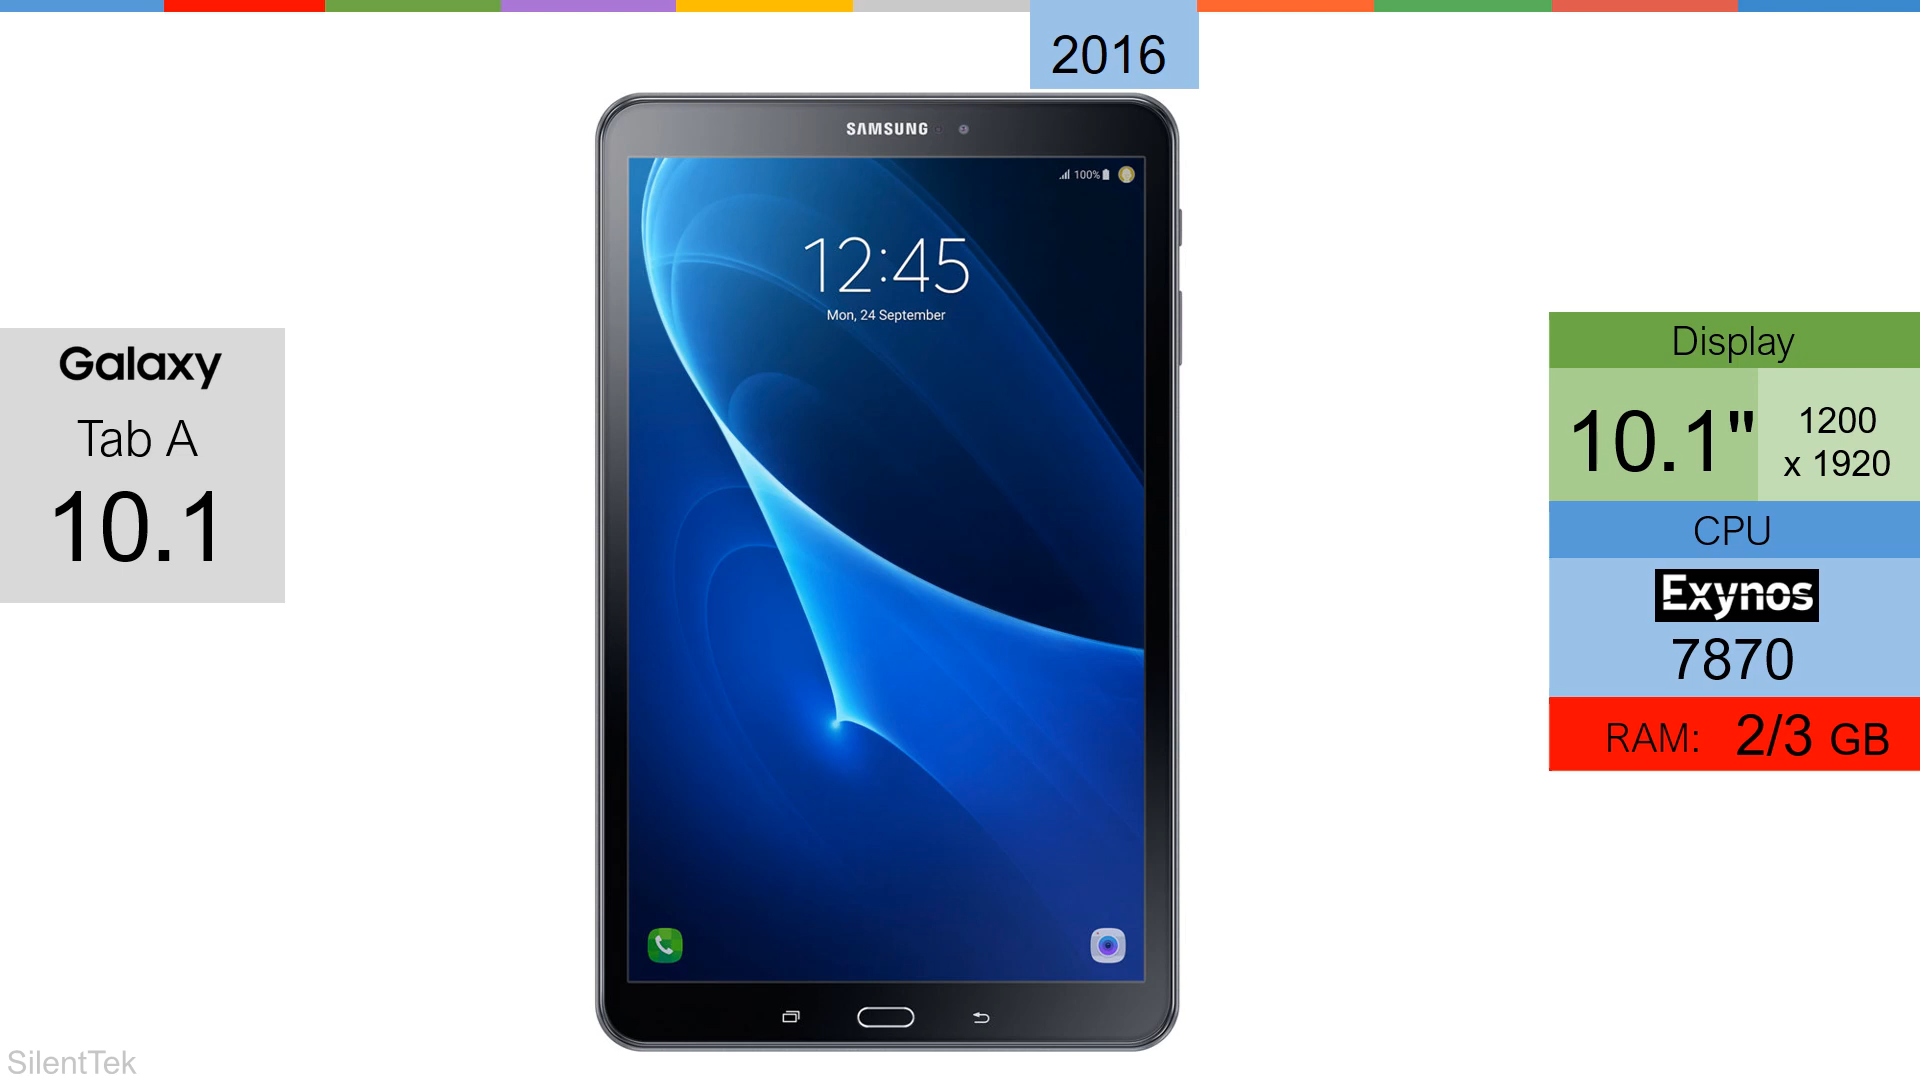 2016
SAMSUNG
100%
12:45
Mon, 24 September
Galaxy
Tab A
10.1
Display
10.1"
1200
x 1920
CPU
Exynos
7870
RAM: 2/3 GB
SilentTek